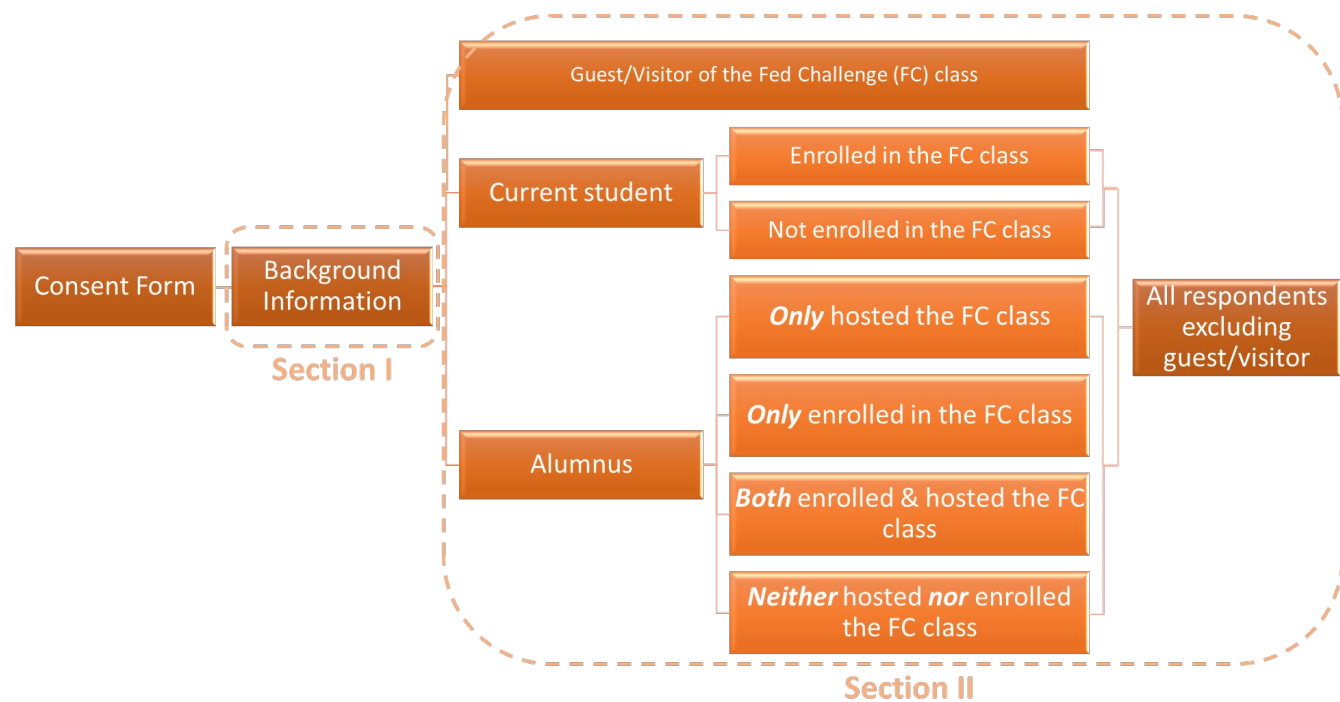 Guest/Visitor of the Fed Challenge (FC) class
Enrolled in the FC class
Current student
Not enrolled in the FC class
Consent Form
Background
Information
Section I
Only hosted the FC class
All respondents
excluding
guest/visitor
Only enrolled in the FC class
Alumnus
Both enrolled & hosted the FC
class
Neither hosted nor enrolled
the FC class
Section II